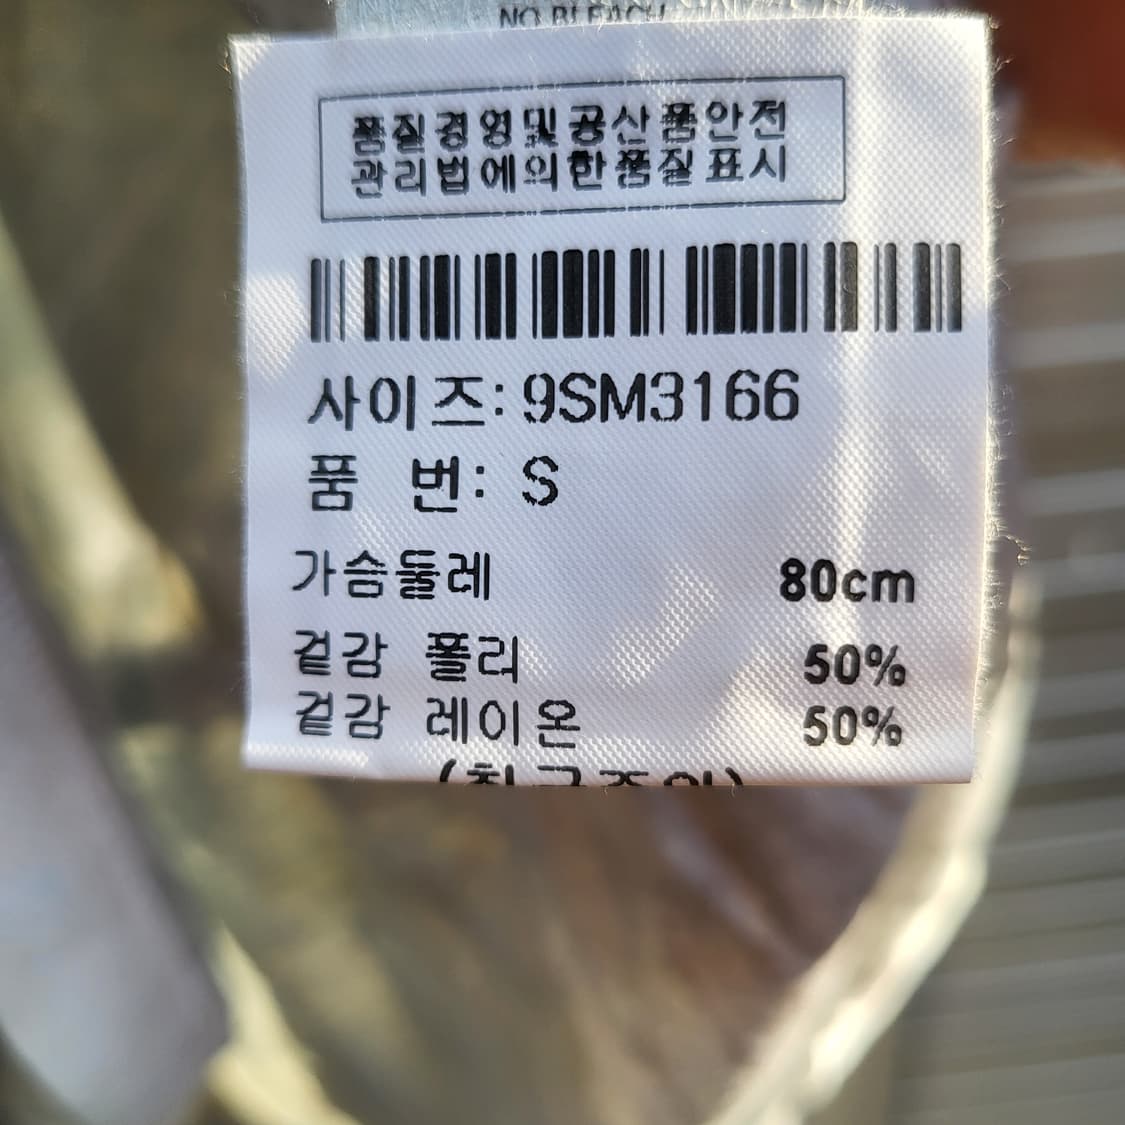 NO BLEACH
품질경영및공산품안전
관리법에의한품질표시
사이즈: 9SM3166
품 번: S
가슴둘레 80cm
겉감 폴리 50%
겉감 레이온 50%